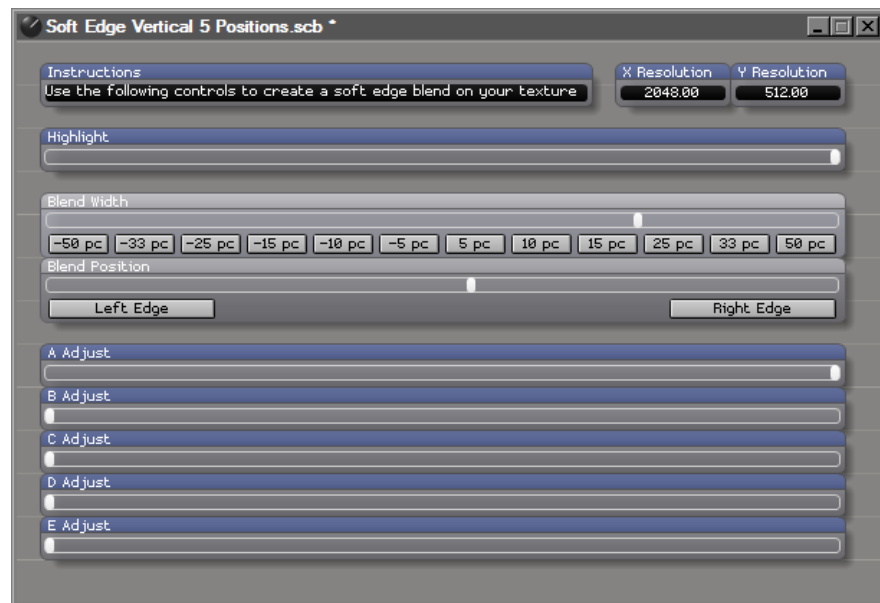 Soft Edge Vertical 5 Positions.scb *
Instructions
Use the following controls to create a soft edge blend on your texture
X Resolution Y Resolution
2048.00 512.00
Highlight
Blend Width
-50 pc -33 pc -25 pc -15 pc -10 pc -5 pc 5 pc 10 pc 15 pc 25 pc 33 pc 50 pc
Blend Position
Left Edge Right Edge
A Adjust
B Adjust
C Adjust
D Adjust
E Adjust